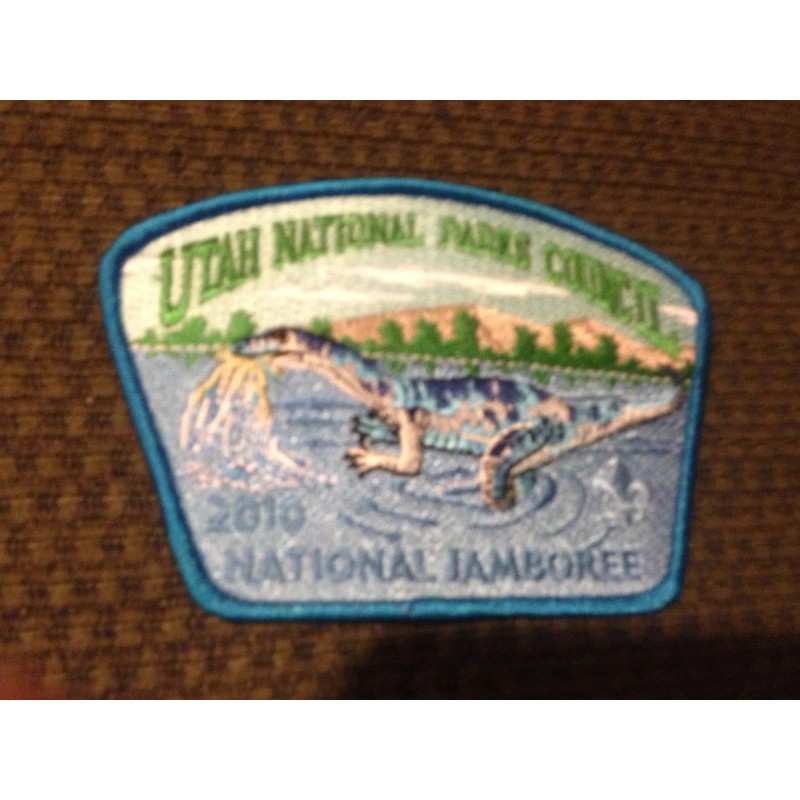 UTAH NATIONAL PARKS COUNCIL
2010
NATIONAL JAMBOREE